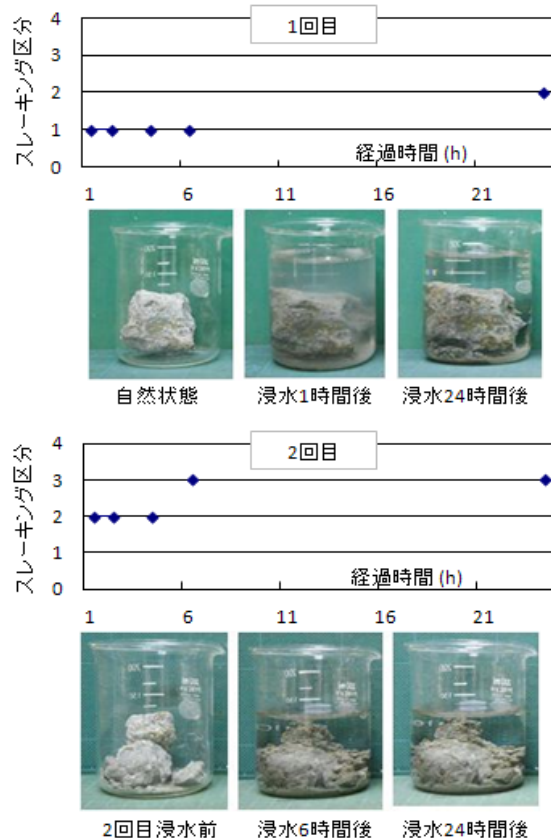 1回目
スレーキング区分
4
3
2
1
0
経過時間 (h)
1 6 11 16 21
自然状態 浸水1時間後 浸水24時間後
2回目
スレーキング区分
4
3
2
1
0
経過時間 (h)
1 6 11 16 21
2回目浸水前 浸水6時間後 浸水24時間後